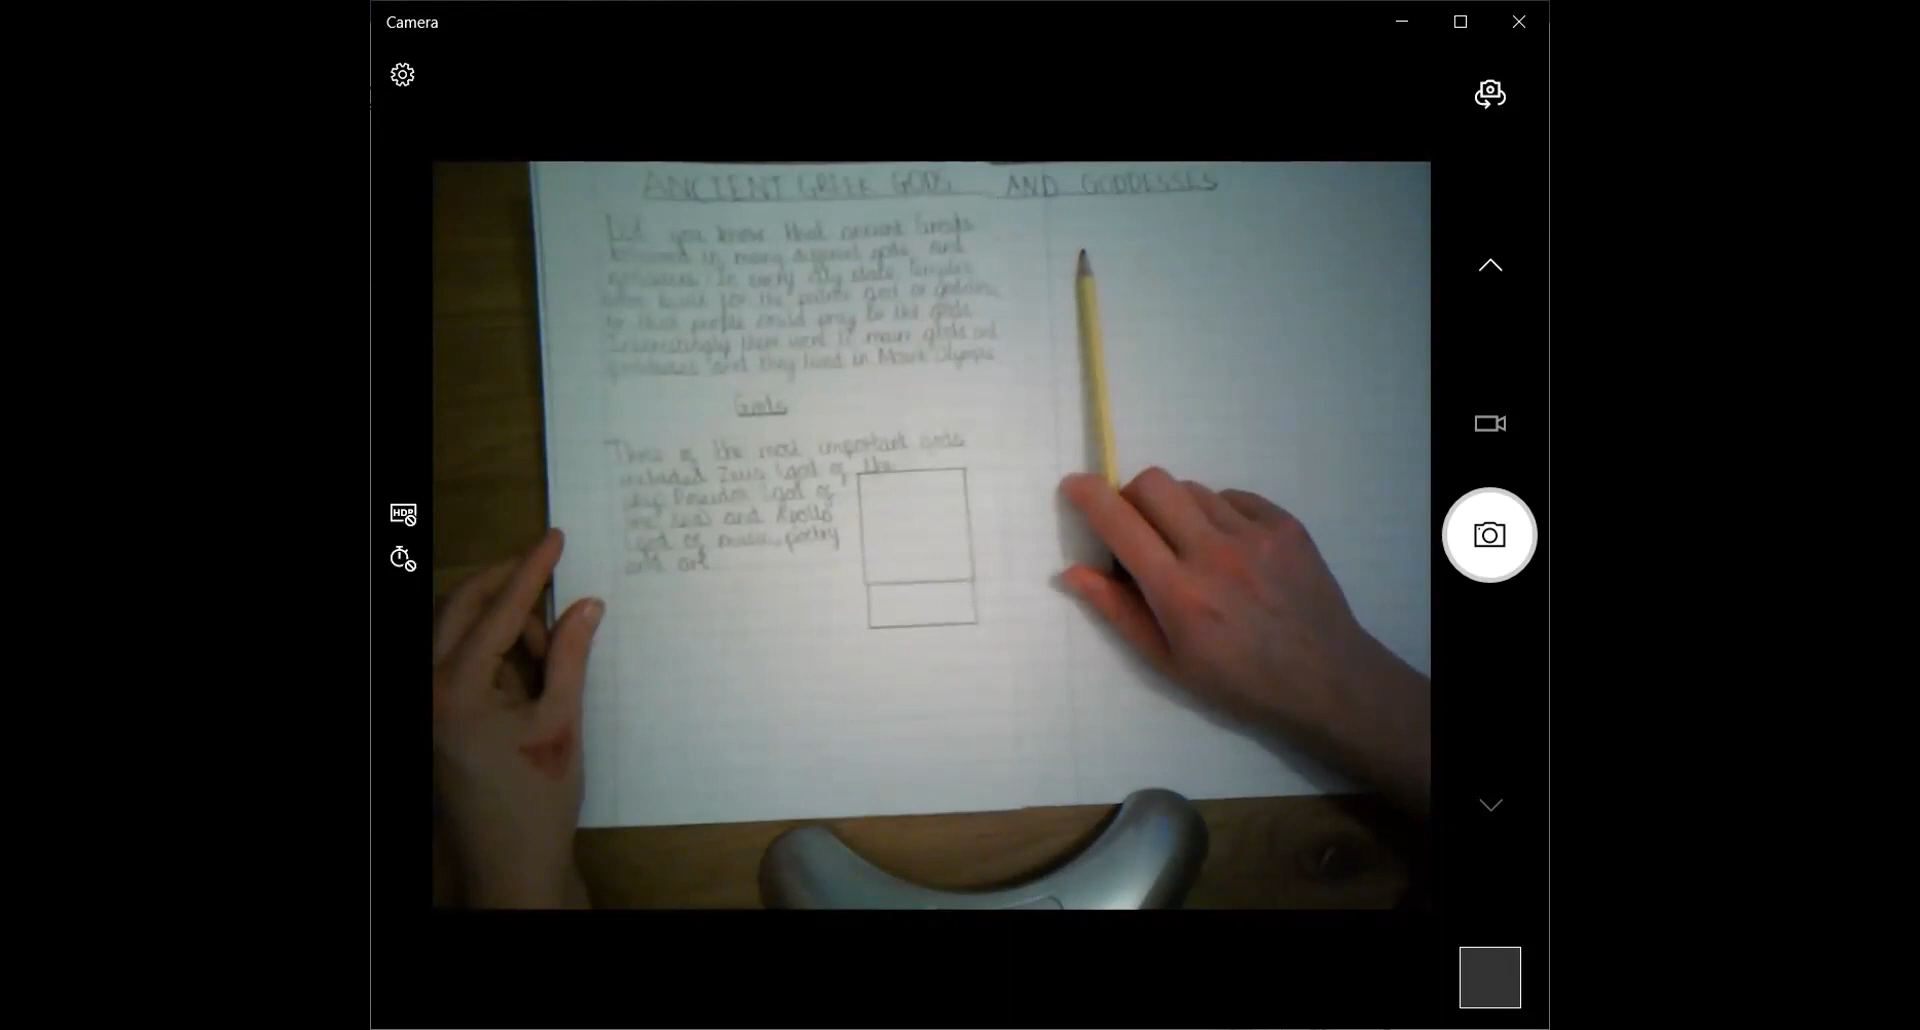 Camera
ANCIENT GREEK GODS AND GODDESSES
Did you know that ancient Greeks
believed in many different gods and
goddesses. In every city state, temples
were built for the patron god or goddess
so that people could pray to the gods.
Interestingly there were 12 main gods and
goddesses and they lived in Mount Olympus
Gods
Three of the most important gods
included Zeus (god of the
sky), Poseidon (god of
the sea) and Apollo
(god of music, poetry
and art
HDR